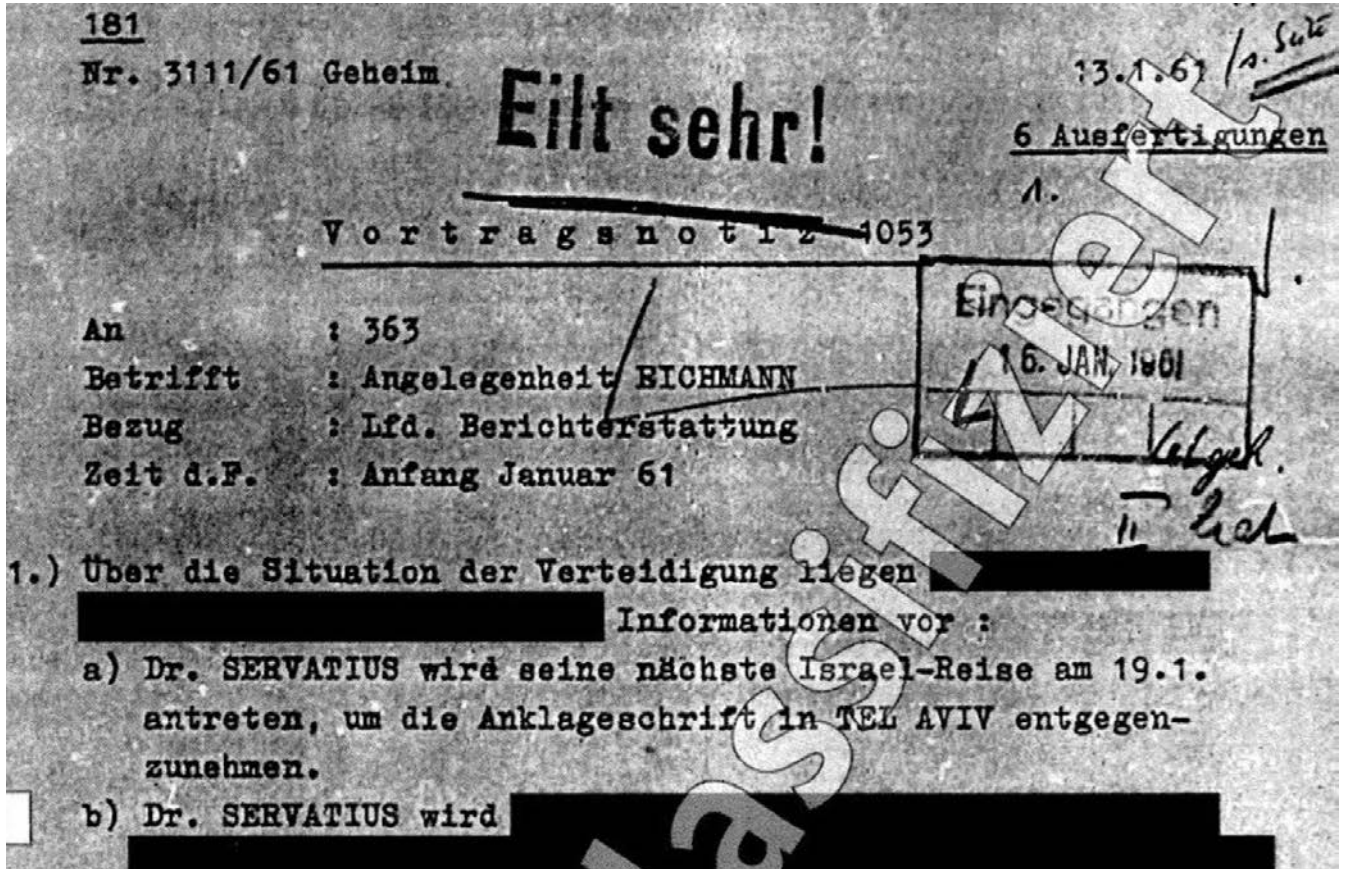 181
Nr. 3111/61 Geheim
13.1.61
Eilt sehr!
6 Ausfertigungen
1.
Vortragsnotiz 1053
Eingegangen
16. JAN. 1961
An : 363
Betrifft : Angelegenheit EICHMANN
Bezug : Lfd. Berichterstattung
Zeit d.F. : Anfang Januar 61
II
1.) Über die Situation der Verteidigung liegen
Informationen vor :
a) Dr. SERVATIUS wird seine nächste Israel-Reise am 19.1.
antreten, um die Anklageschrift in TEL AVIV entgegen-
zunehmen.
b) Dr. SERVATIUS wird
assifiziert